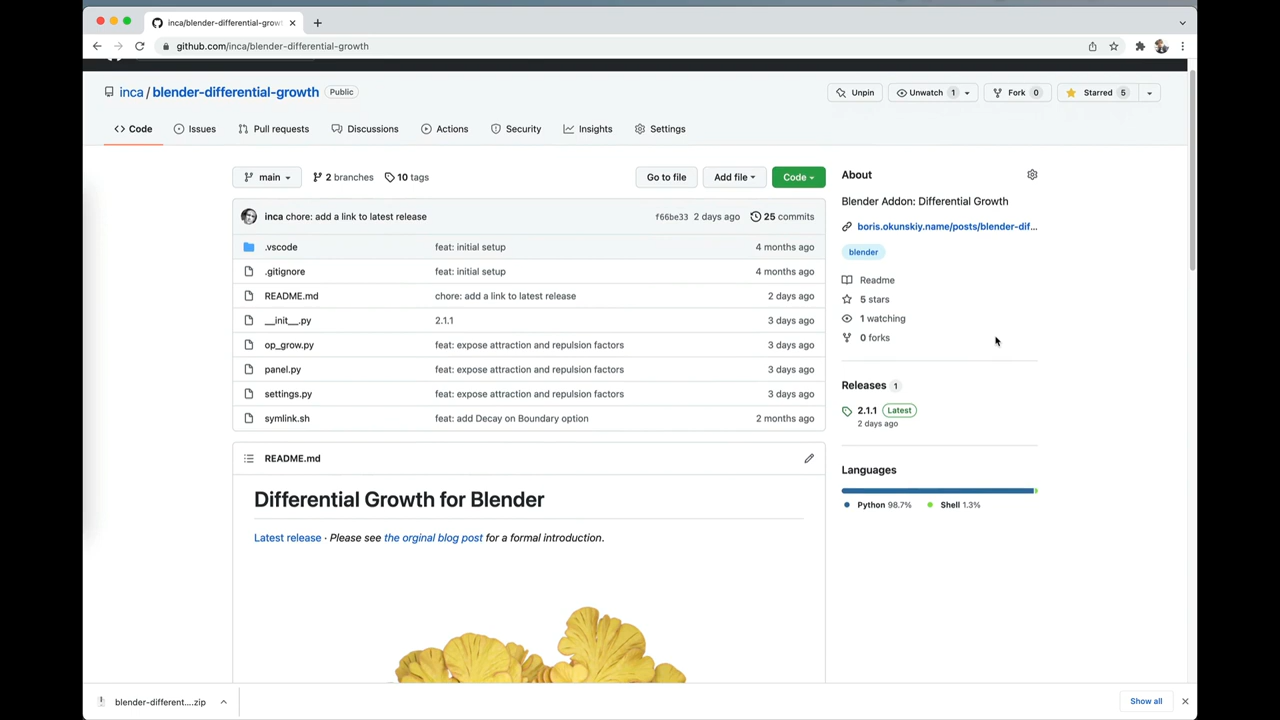 inca/blender-differential-growt
github.com/inca/blender-differential-growth
inca / blender-differential-growth Public
Unpin Unwatch 1 Fork 0 Starred 5
Code Issues Pull requests Discussions Actions Security Insights Settings
main 2 branches 10 tags Go to file Add file Code
inca chore: add a link to latest release f66be33 2 days ago 25 commits
.vscode feat: initial setup 4 months ago
.gitignore feat: initial setup 4 months ago
README.md chore: add a link to latest release 2 days ago
__init__.py 2.1.1 3 days ago
op_grow.py feat: expose attraction and repulsion factors 3 days ago
panel.py feat: expose attraction and repulsion factors 3 days ago
settings.py feat: expose attraction and repulsion factors 3 days ago
symlink.sh feat: add Decay on Boundary option 2 months ago
README.md
Differential Growth for Blender
Latest release · Please see the orginal blog post for a formal introduction.
About
Blender Addon: Differential Growth
boris.okunskiy.name/posts/blender-dif...
blender
Readme
5 stars
1 watching
0 forks
Releases 1
2.1.1 Latest
2 days ago
Languages
Python 98.7% Shell 1.3%
blender-different....zip Show all